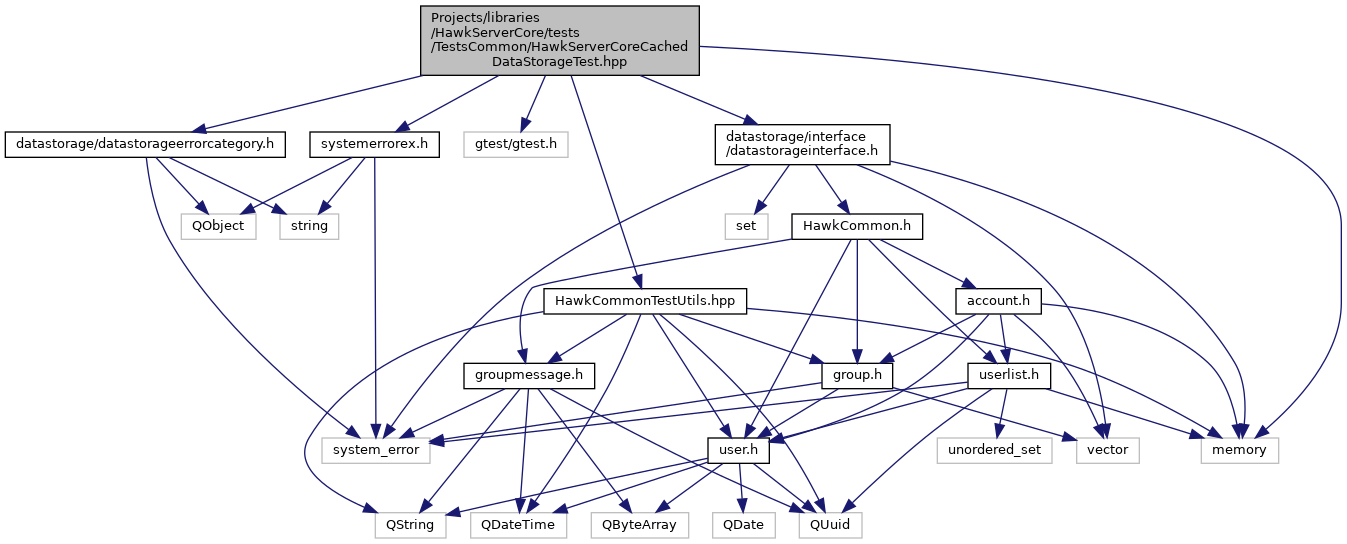 Projects/libraries
/HawkServerCore/tests
/TestsCommon/HawkServerCoreCached
DataStorageTest.hpp
datastorage/datastorageerrorcategory.h
systemerrorex.h
gtest/gtest.h
datastorage/interface
/datastorageinterface.h
QObject
string
set
HawkCommon.h
HawkCommonTestUtils.hpp
account.h
groupmessage.h
group.h
userlist.h
system_error
user.h
unordered_set
vector
memory
QString
QDateTime
QByteArray
QDate
QUuid